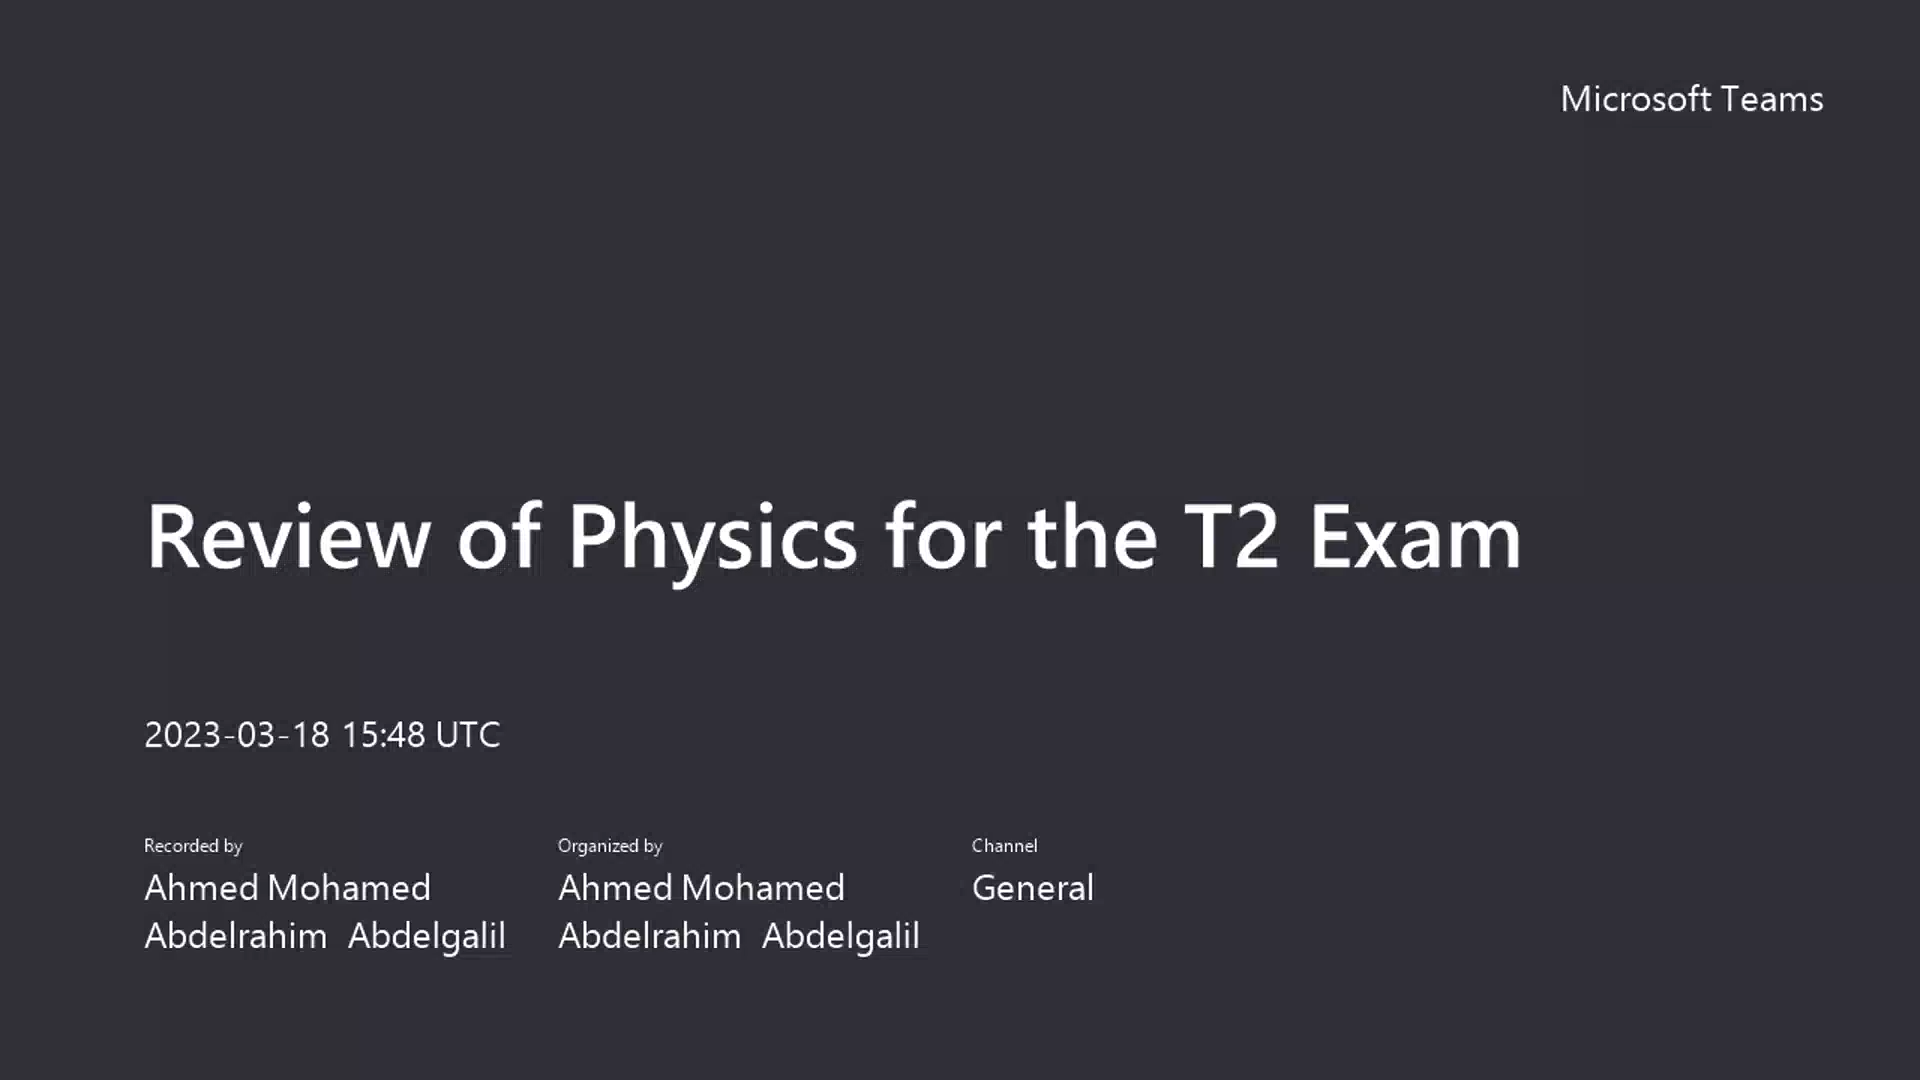 Microsoft Teams
Review of Physics for the T2 Exam
2023-03-18 15:48 UTC
Recorded by
Ahmed Mohamed
Abdelrahim  Abdelgalil
Organized by
Ahmed Mohamed
Abdelrahim  Abdelgalil
Channel
General